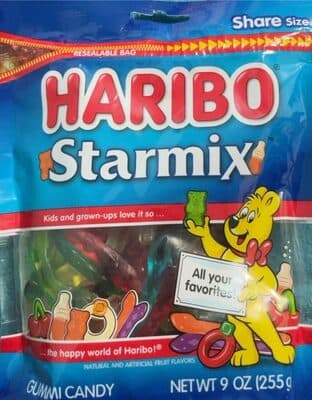 Share Size
RESEALABLE BAG
HARIBO
Starmix
Kids and grown-ups love it so ...
All your
favorites!
... the happy world of Haribo!®
NATURAL AND ARTIFICIAL FRUIT FLAVORS
GUMMI CANDY
NET WT 9 OZ (255g